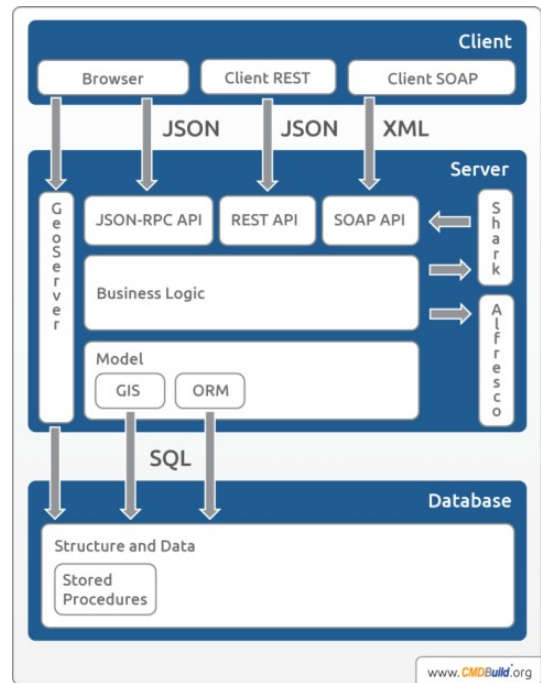 Client
Browser
Client REST
Client SOAP
JSON
JSON
XML
Server
GeoServer
JSON-RPC API
REST API
SOAP API
Shark
Business Logic
Alfresco
Model
GIS
ORM
SQL
Database
Structure and Data
Stored
Procedures
www.CMDBuild.org